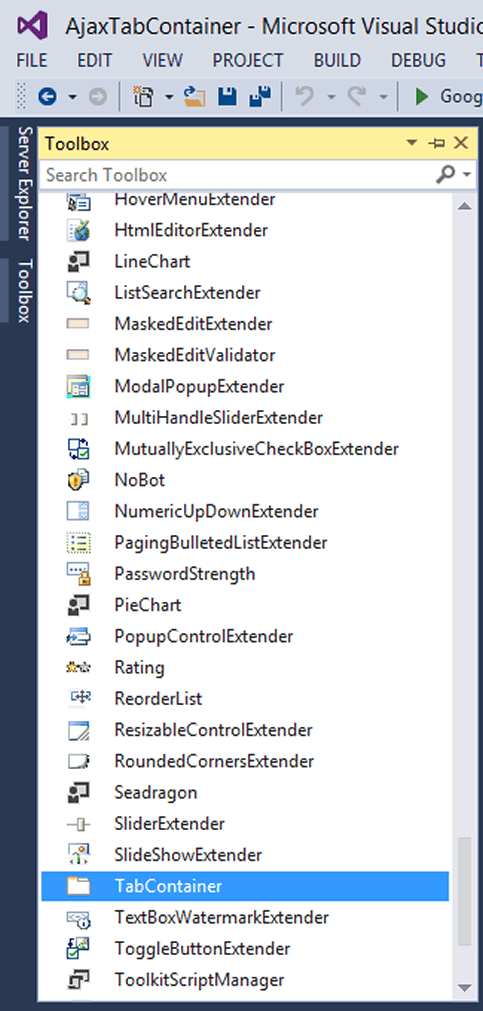 AjaxTabContainer - Microsoft Visual Studio
FILE EDIT VIEW PROJECT BUILD DEBUG
Goog
Server Explorer
Toolbox
Toolbox
Search Toolbox
HoverMenuExtender
HtmlEditorExtender
LineChart
ListSearchExtender
MaskedEditExtender
MaskedEditValidator
ModalPopupExtender
MultiHandleSliderExtender
MutuallyExclusiveCheckBoxExtender
NoBot
NumericUpDownExtender
PagingBulletedListExtender
PasswordStrength
PieChart
PopupControlExtender
Rating
ReorderList
ResizableControlExtender
RoundedCornersExtender
Seadragon
SliderExtender
SlideShowExtender
TabContainer
TextBoxWatermarkExtender
ToggleButtonExtender
ToolkitScriptManager